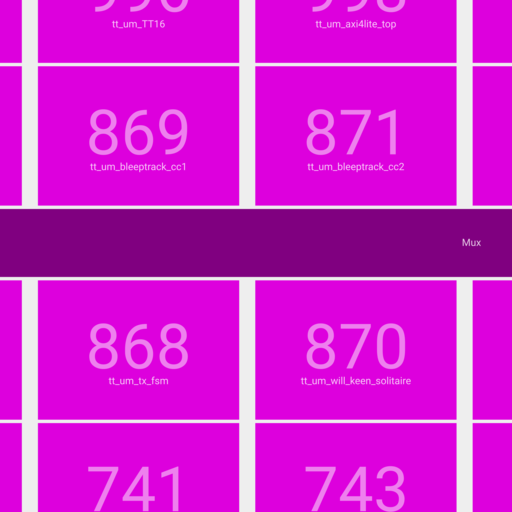 tt_um_TT16 tt_um_axi4lite_top
869 871
tt_um_bleeptrack_cc1 tt_um_bleeptrack_cc2
Mux
868 870
tt_um_tx_fsm tt_um_will_keen_solitaire
741 743